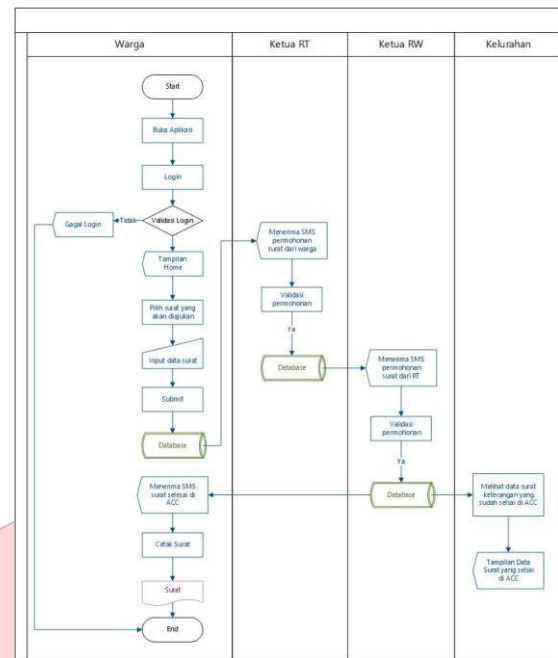 Warga
Ketua RT
Ketua RW
Kelurahan
Start
Buka Aplikasi
Login
Validasi Login
Tidak
Gagal Login
Tampilan
Home
Pilih surat yang
akan diajukan
Input data surat
Submit
Database
Menerima SMS
permohonan
surat dari warga
Validasi
permohonan
Ya
Database
Menerima SMS
permohonan
surat dari RT
Validasi
permohonan
Ya
Database
Melihat data surat
keterangan yang
sudah selsai di ACC
Tampilan Data
Surat yang selsai
di ACC
Menerima SMS
surat selesai di
ACC
Cetak Surat
Surat
End